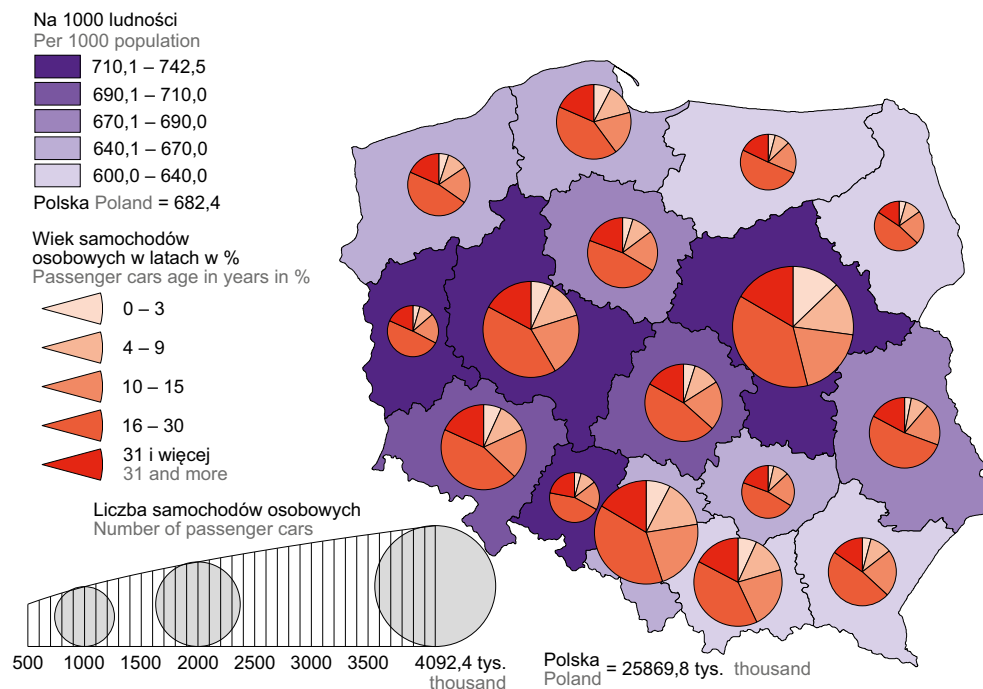 Na 1000 ludności
Per 1000 population
710,1 – 742,5
690,1 – 710,0
670,1 – 690,0
640,1 – 670,0
600,0 – 640,0
Polska Poland = 682,4
Wiek samochodów
osobowych w latach w %
Passenger cars age in years in %
0 – 3
4 – 9
10 – 15
16 – 30
31 i więcej
31 and more
Liczba samochodów osobowych
Number of passenger cars
500 1000 1500 2000 2500 3000 3500 4092,4 tys.
thousand
Polska
Poland = 25869,8 tys. thousand